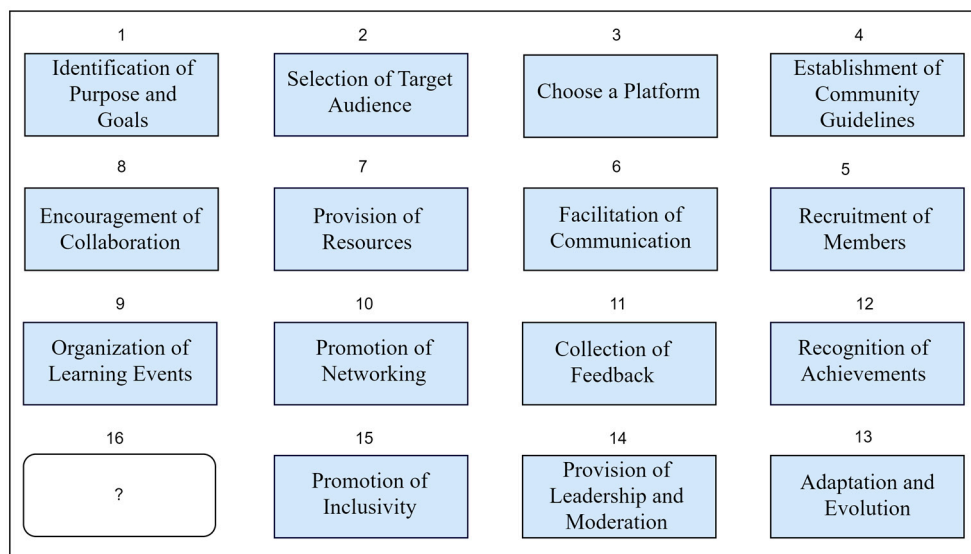 1
Identification of
Purpose and
Goals
2
Selection of Target
Audience
3
Choose a Platform
4
Establishment of
Community
Guidelines
8
Encouragement of
Collaboration
7
Provision of
Resources
6
Facilitation of
Communication
5
Recruitment of
Members
9
Organization of
Learning Events
10
Promotion of
Networking
11
Collection of
Feedback
12
Recognition of
Achievements
16
?
15
Promotion of
Inclusivity
14
Provision of
Leadership and
Moderation
13
Adaptation and
Evolution